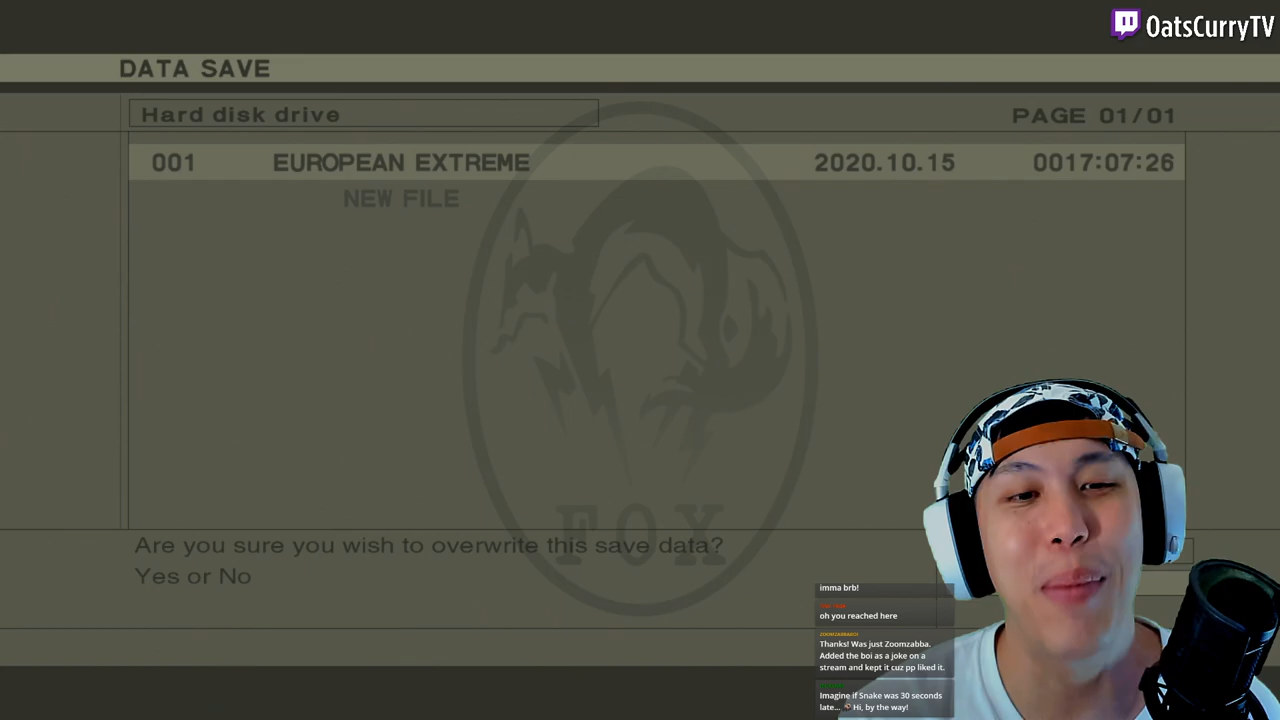 OatsCurryTV
DATA SAVE
Hard disk drive
PAGE 01/01
001 EUROPEAN EXTREME 2020.10.15 0017:07:26
NEW FILE
FOX
Are you sure you wish to overwrite this save data?
Yes or No
imma brb!
oh you reached here
Thanks! Was just Zoomzabba.
Added the boi as a joke on a
stream and kept it cuz pp liked it.
Imagine if Snake was 30 seconds
late... Hi, by the way!